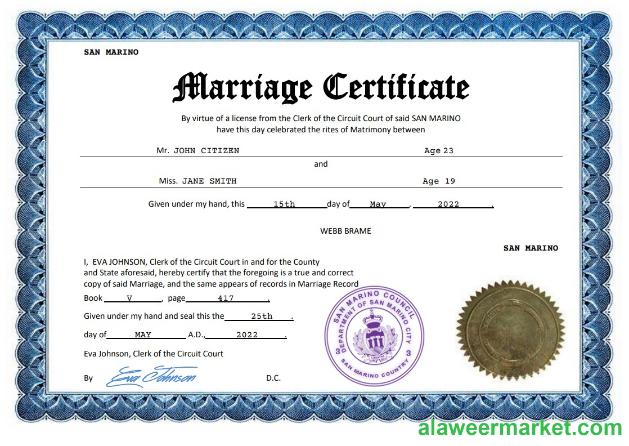 SAN MARINO
Marriage Certificate
By virtue of a license from the Clerk of the Circuit Court of said SAN MARINO
have this day celebrated the rites of Matrimony between
Mr. JOHN CITIZEN Age 23
and
Miss. JANE SMITH Age 19
Given under my hand, this 15th day of May , 2022 .
WEBB BRAME
SAN MARINO
I, EVA JOHNSON, Clerk of the Circuit Court in and for the County
and State aforesaid, hereby certify that the foregoing is a true and correct
copy of said Marriage, and the same appears of records in Marriage Record
Book V , page 417 .
Given under my hand and seal this the 25th .
day of MAY A.D., 2022 .
Eva Johnson, Clerk of the Circuit Court
By Eva Johnson D.C.
SAN MARINO COUNCIL
DEPARTMENT OF SAN MARINO CITY
3 3
SAN MARINO COUNTRY
alaweermarket.com